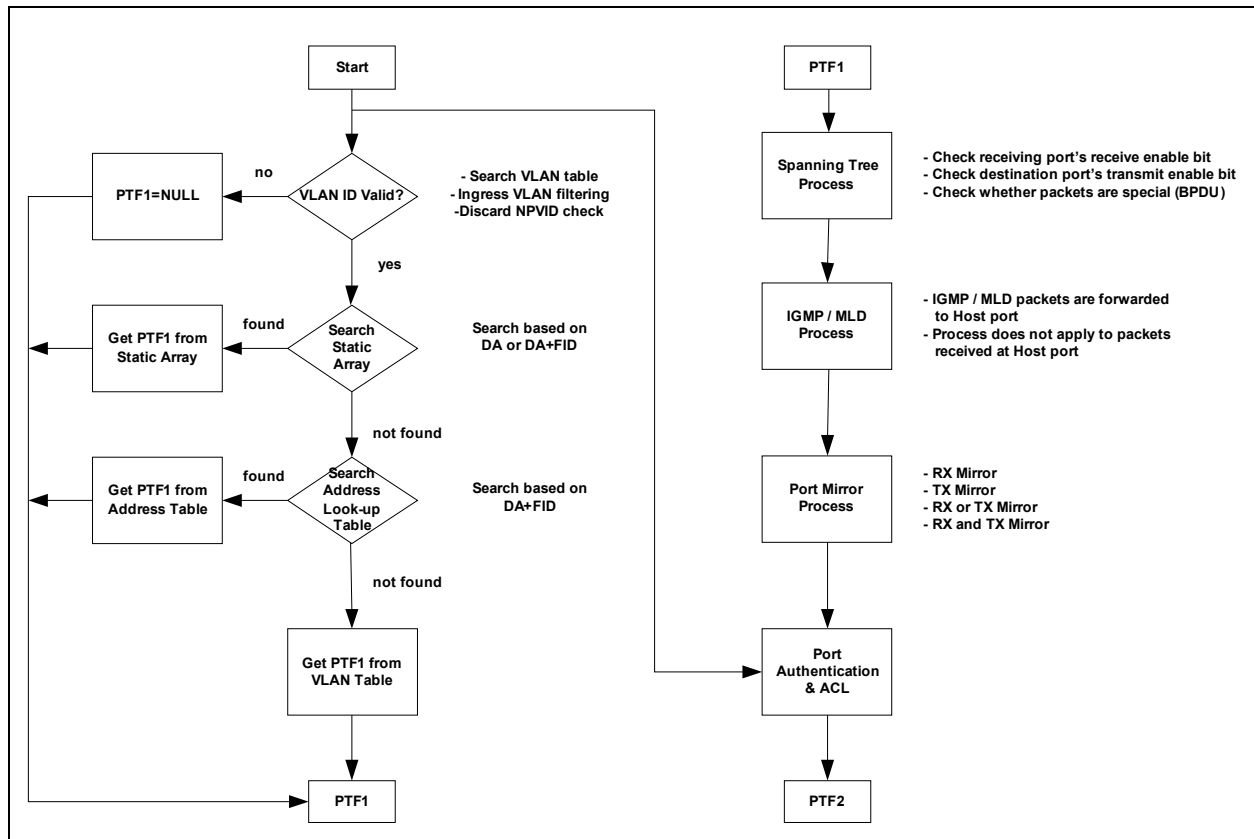 Start
VLAN ID Valid?
no
PTF1=NULL
- Search VLAN table
- Ingress VLAN filtering
-Discard NPVID check
yes
Search
Static
Array
found
Get PTF1 from
Static Array
Search based on
DA or DA+FID
not found
Search
Address
Look-up
Table
found
Get PTF1 from
Address Table
Search based on
DA+FID
not found
Get PTF1 from
VLAN Table
PTF1
PTF1
Spanning Tree
Process
- Check receiving port’s receive enable bit
- Check destination port’s transmit enable bit
- Check whether packets are special (BPDU)
IGMP / MLD
Process
- IGMP / MLD packets are forwarded
to Host port
- Process does not apply to packets
received at Host port
Port Mirror
Process
- RX Mirror
- TX Mirror
- RX or TX Mirror
- RX and TX Mirror
Port
Authentication
& ACL
PTF2